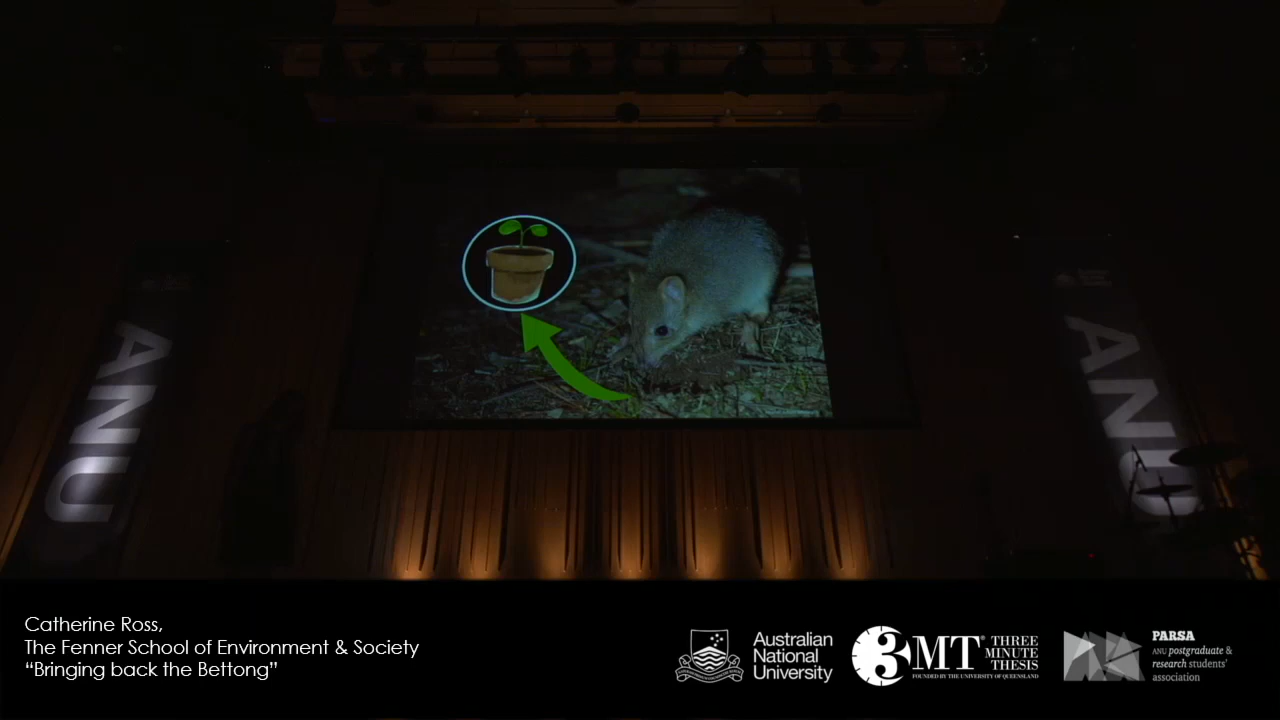 ANU
ANU
Catherine Ross,
The Fenner School of Environment & Society
“Bringing back the Bettong”
Australian
National
University
3MT® THREE
MINUTE
THESIS
FOUNDED BY THE UNIVERSITY OF QUEENSLAND
PARSA
ANU postgraduate &
research students'
association